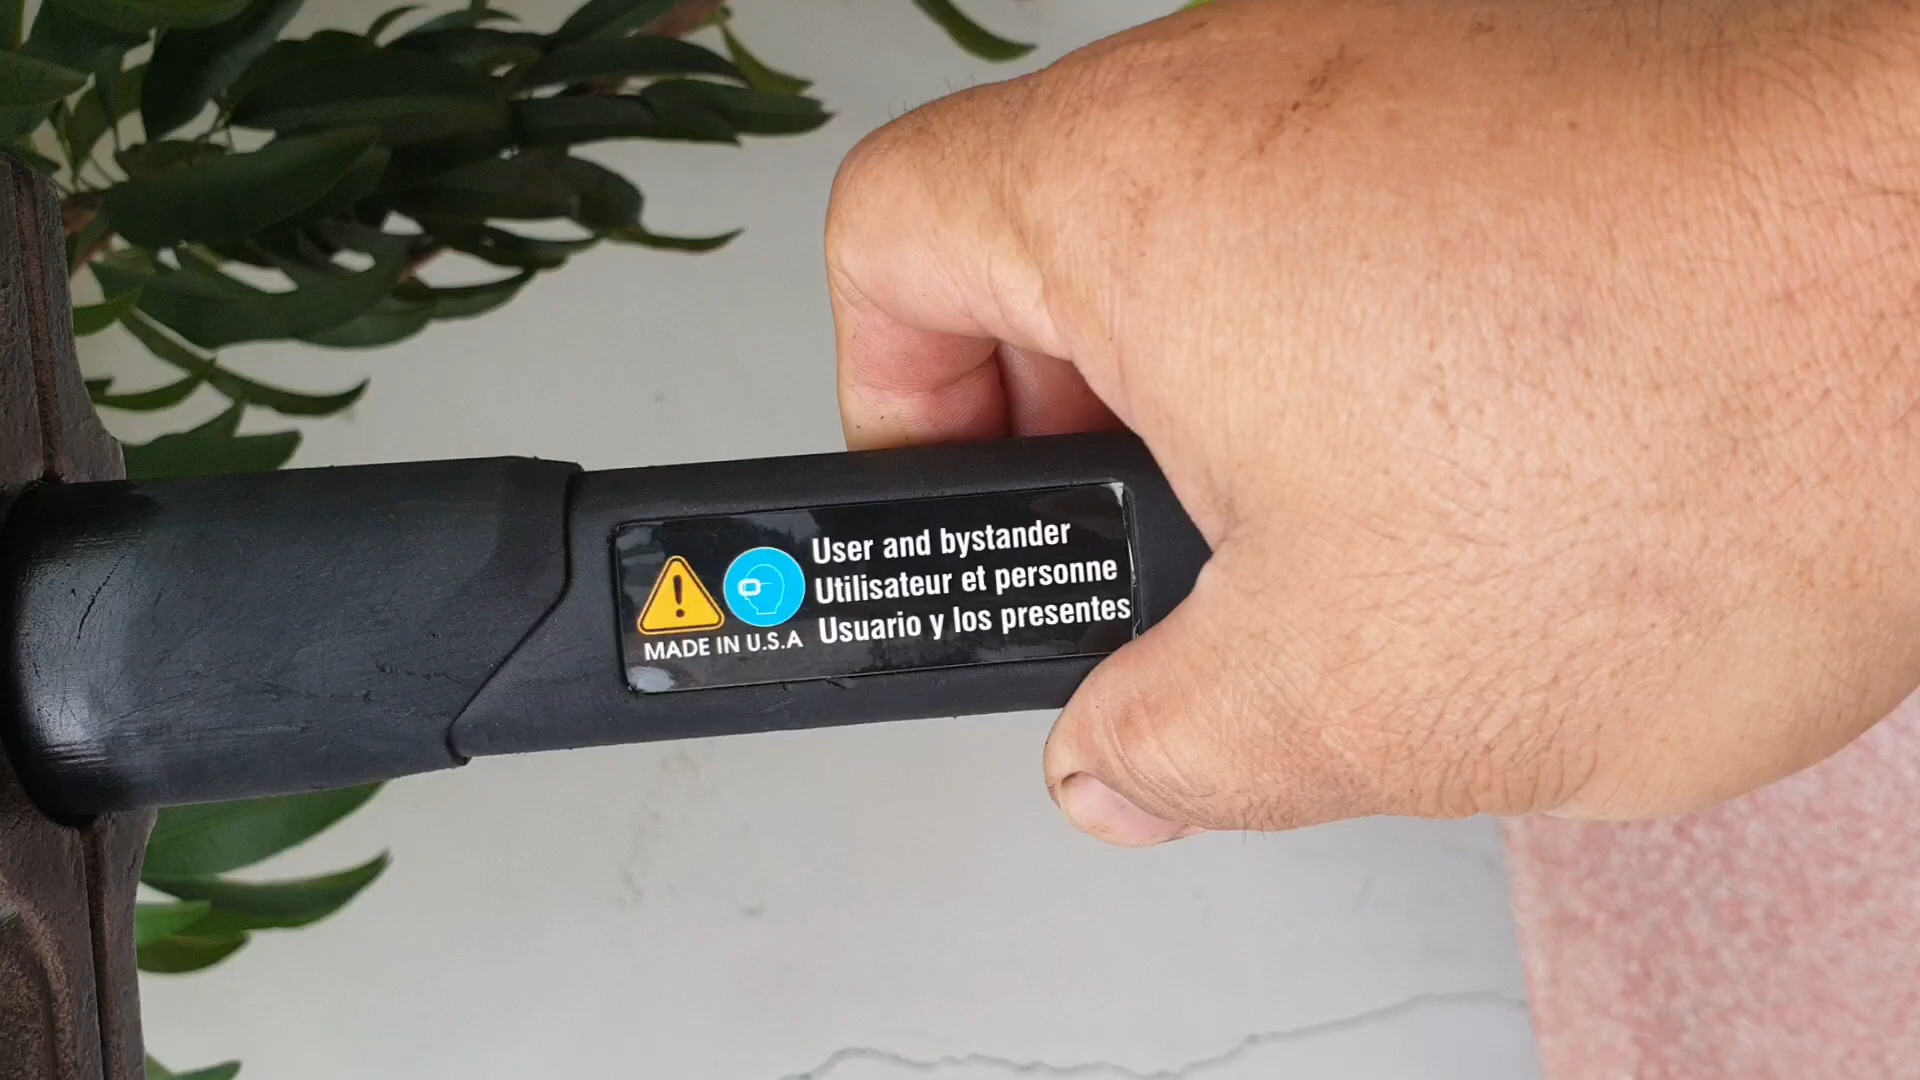 User and bystander
Utilisateur et personne
Usuario y los presentes
MADE IN U.S.A